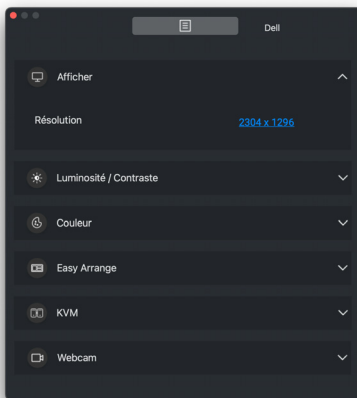 Dell
Afficher
Résolution
2304 x 1296
Luminosité / Contraste
Couleur
Easy Arrange
KVM
Webcam